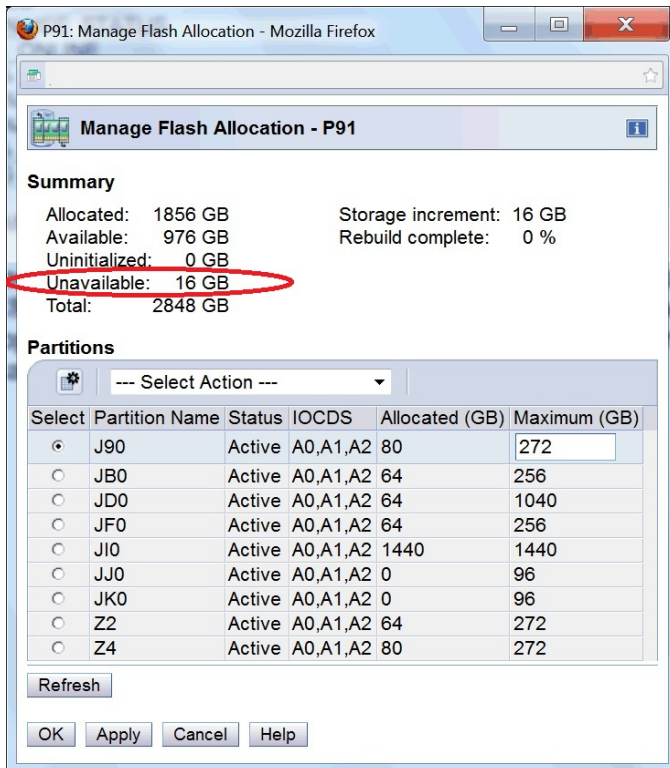 P91: Manage Flash Allocation - Mozilla Firefox
Manage Flash Allocation - P91
Summary
Allocated: 1856 GB Storage increment: 16 GB
Available: 976 GB Rebuild complete: 0 %
Uninitialized: 0 GB
Unavailable: 16 GB
Total: 2848 GB
Partitions
--- Select Action ---
Select Partition Name Status IOCDS Allocated (GB) Maximum (GB)
J90 Active A0,A1,A2 80 272
JB0 Active A0,A1,A2 64 256
JD0 Active A0,A1,A2 64 1040
JF0 Active A0,A1,A2 64 256
JI0 Active A0,A1,A2 1440 1440
JJ0 Active A0,A1,A2 0 96
JK0 Active A0,A1,A2 0 96
Z2 Active A0,A1,A2 64 272
Z4 Active A0,A1,A2 80 272
Refresh
OK Apply Cancel Help